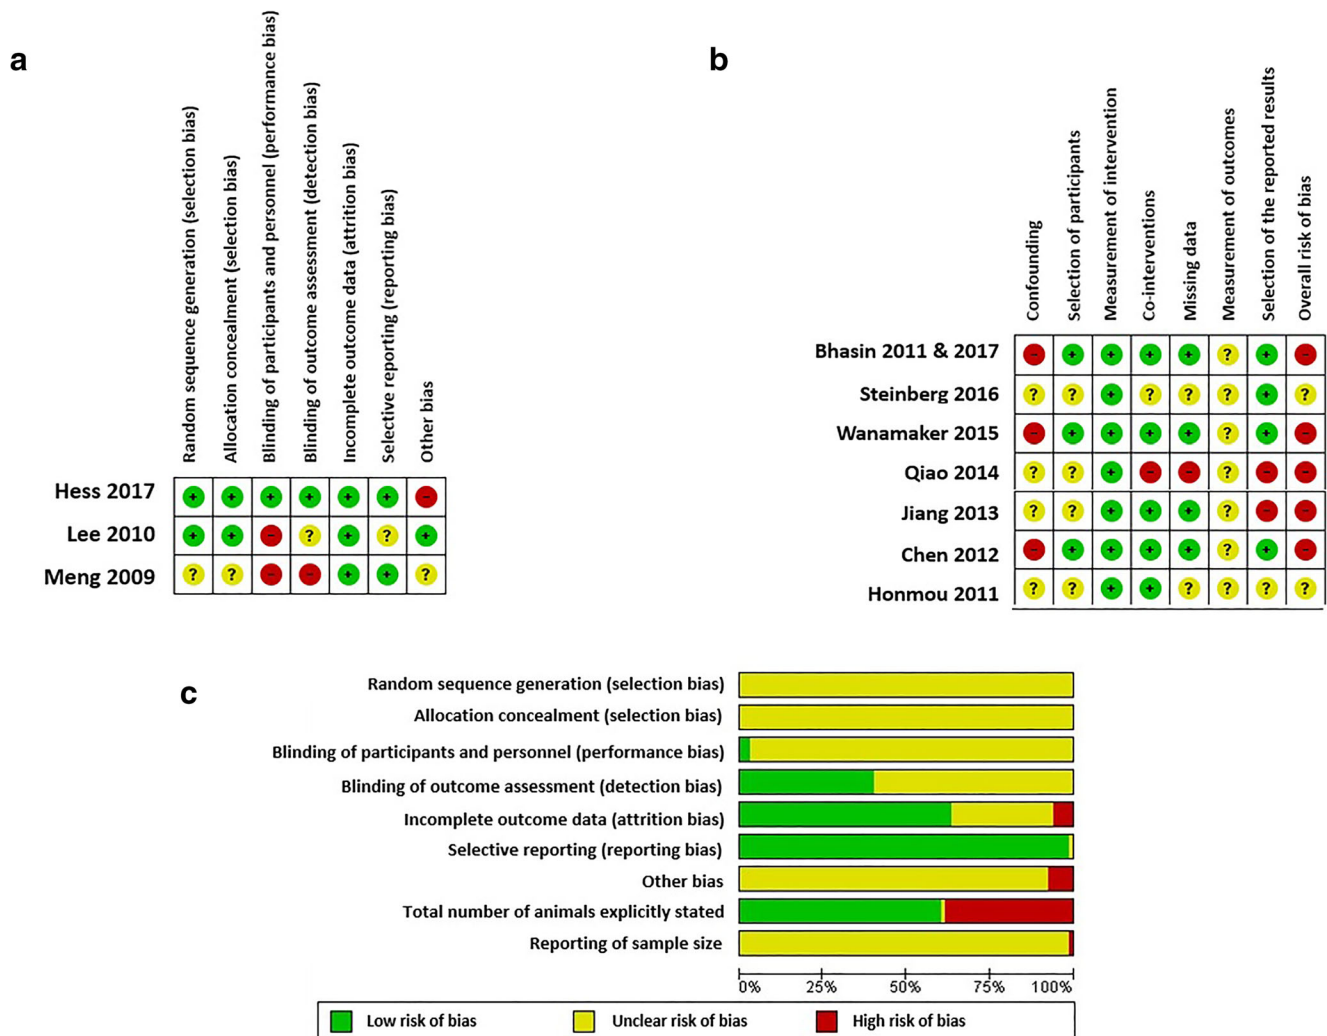 a
Random sequence generation (selection bias)
Allocation concealment (selection bias)
Blinding of participants and personnel (performance bias)
Blinding of outcome assessment (detection bias)
Incomplete outcome data (attrition bias)
Selective reporting (reporting bias)
Other bias
Hess 2017 + + + + + + -
Lee 2010 + + - ? + ? +
Meng 2009 ? ? - - + + ?
b
Confounding
Selection of participants
Measurement of intervention
Co-interventions
Missing data
Measurement of outcomes
Selection of the reported results
Overall risk of bias
Bhasin 2011 & 2017 - + + + + ? + -
Steinberg 2016 ? ? + ? ? ? + ?
Wanamaker 2015 - + + + + ? + -
Qiao 2014 ? ? + - - ? - -
Jiang 2013 ? ? + + + ? - -
Chen 2012 - + + + + ? + -
Honmou 2011 ? ? + + ? ? ? ?
c
Random sequence generation (selection bias)
Allocation concealment (selection bias)
Blinding of participants and personnel (performance bias)
Blinding of outcome assessment (detection bias)
Incomplete outcome data (attrition bias)
Selective reporting (reporting bias)
Other bias
Total number of animals explicitly stated
Reporting of sample size
0% 25% 50% 75% 100%
Low risk of bias Unclear risk of bias High risk of bias